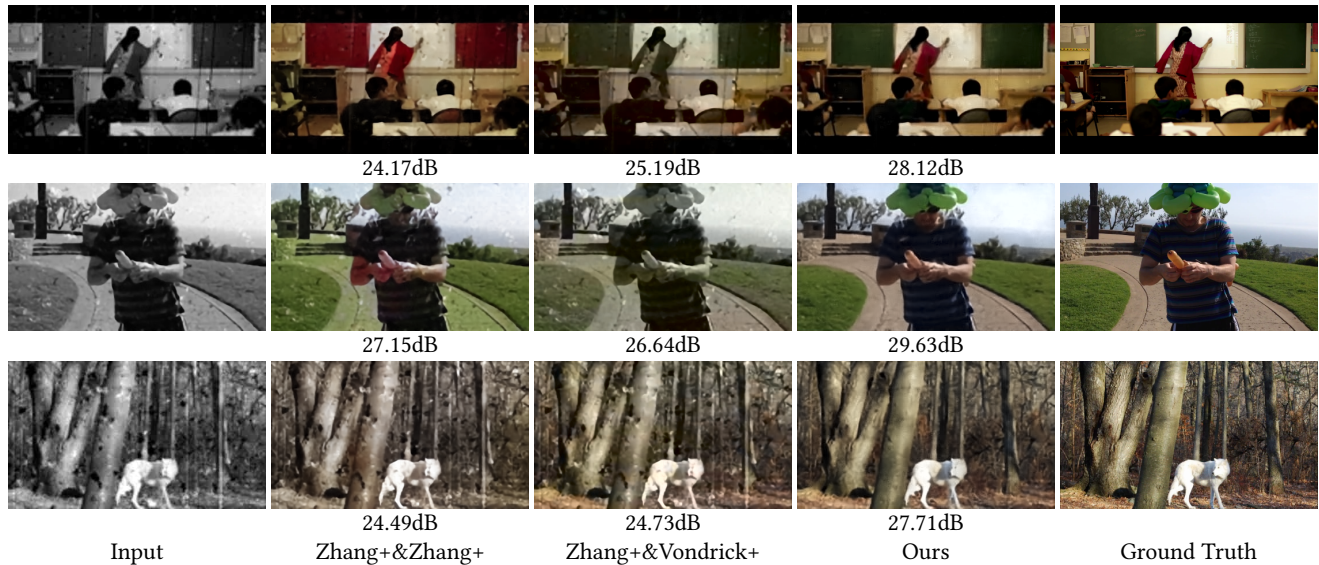 24.17dB 25.19dB 28.12dB
27.15dB 26.64dB 29.63dB
24.49dB 24.73dB 27.71dB
Input Zhang+&Zhang+ Zhang+&Vondrick+ Ours Ground Truth